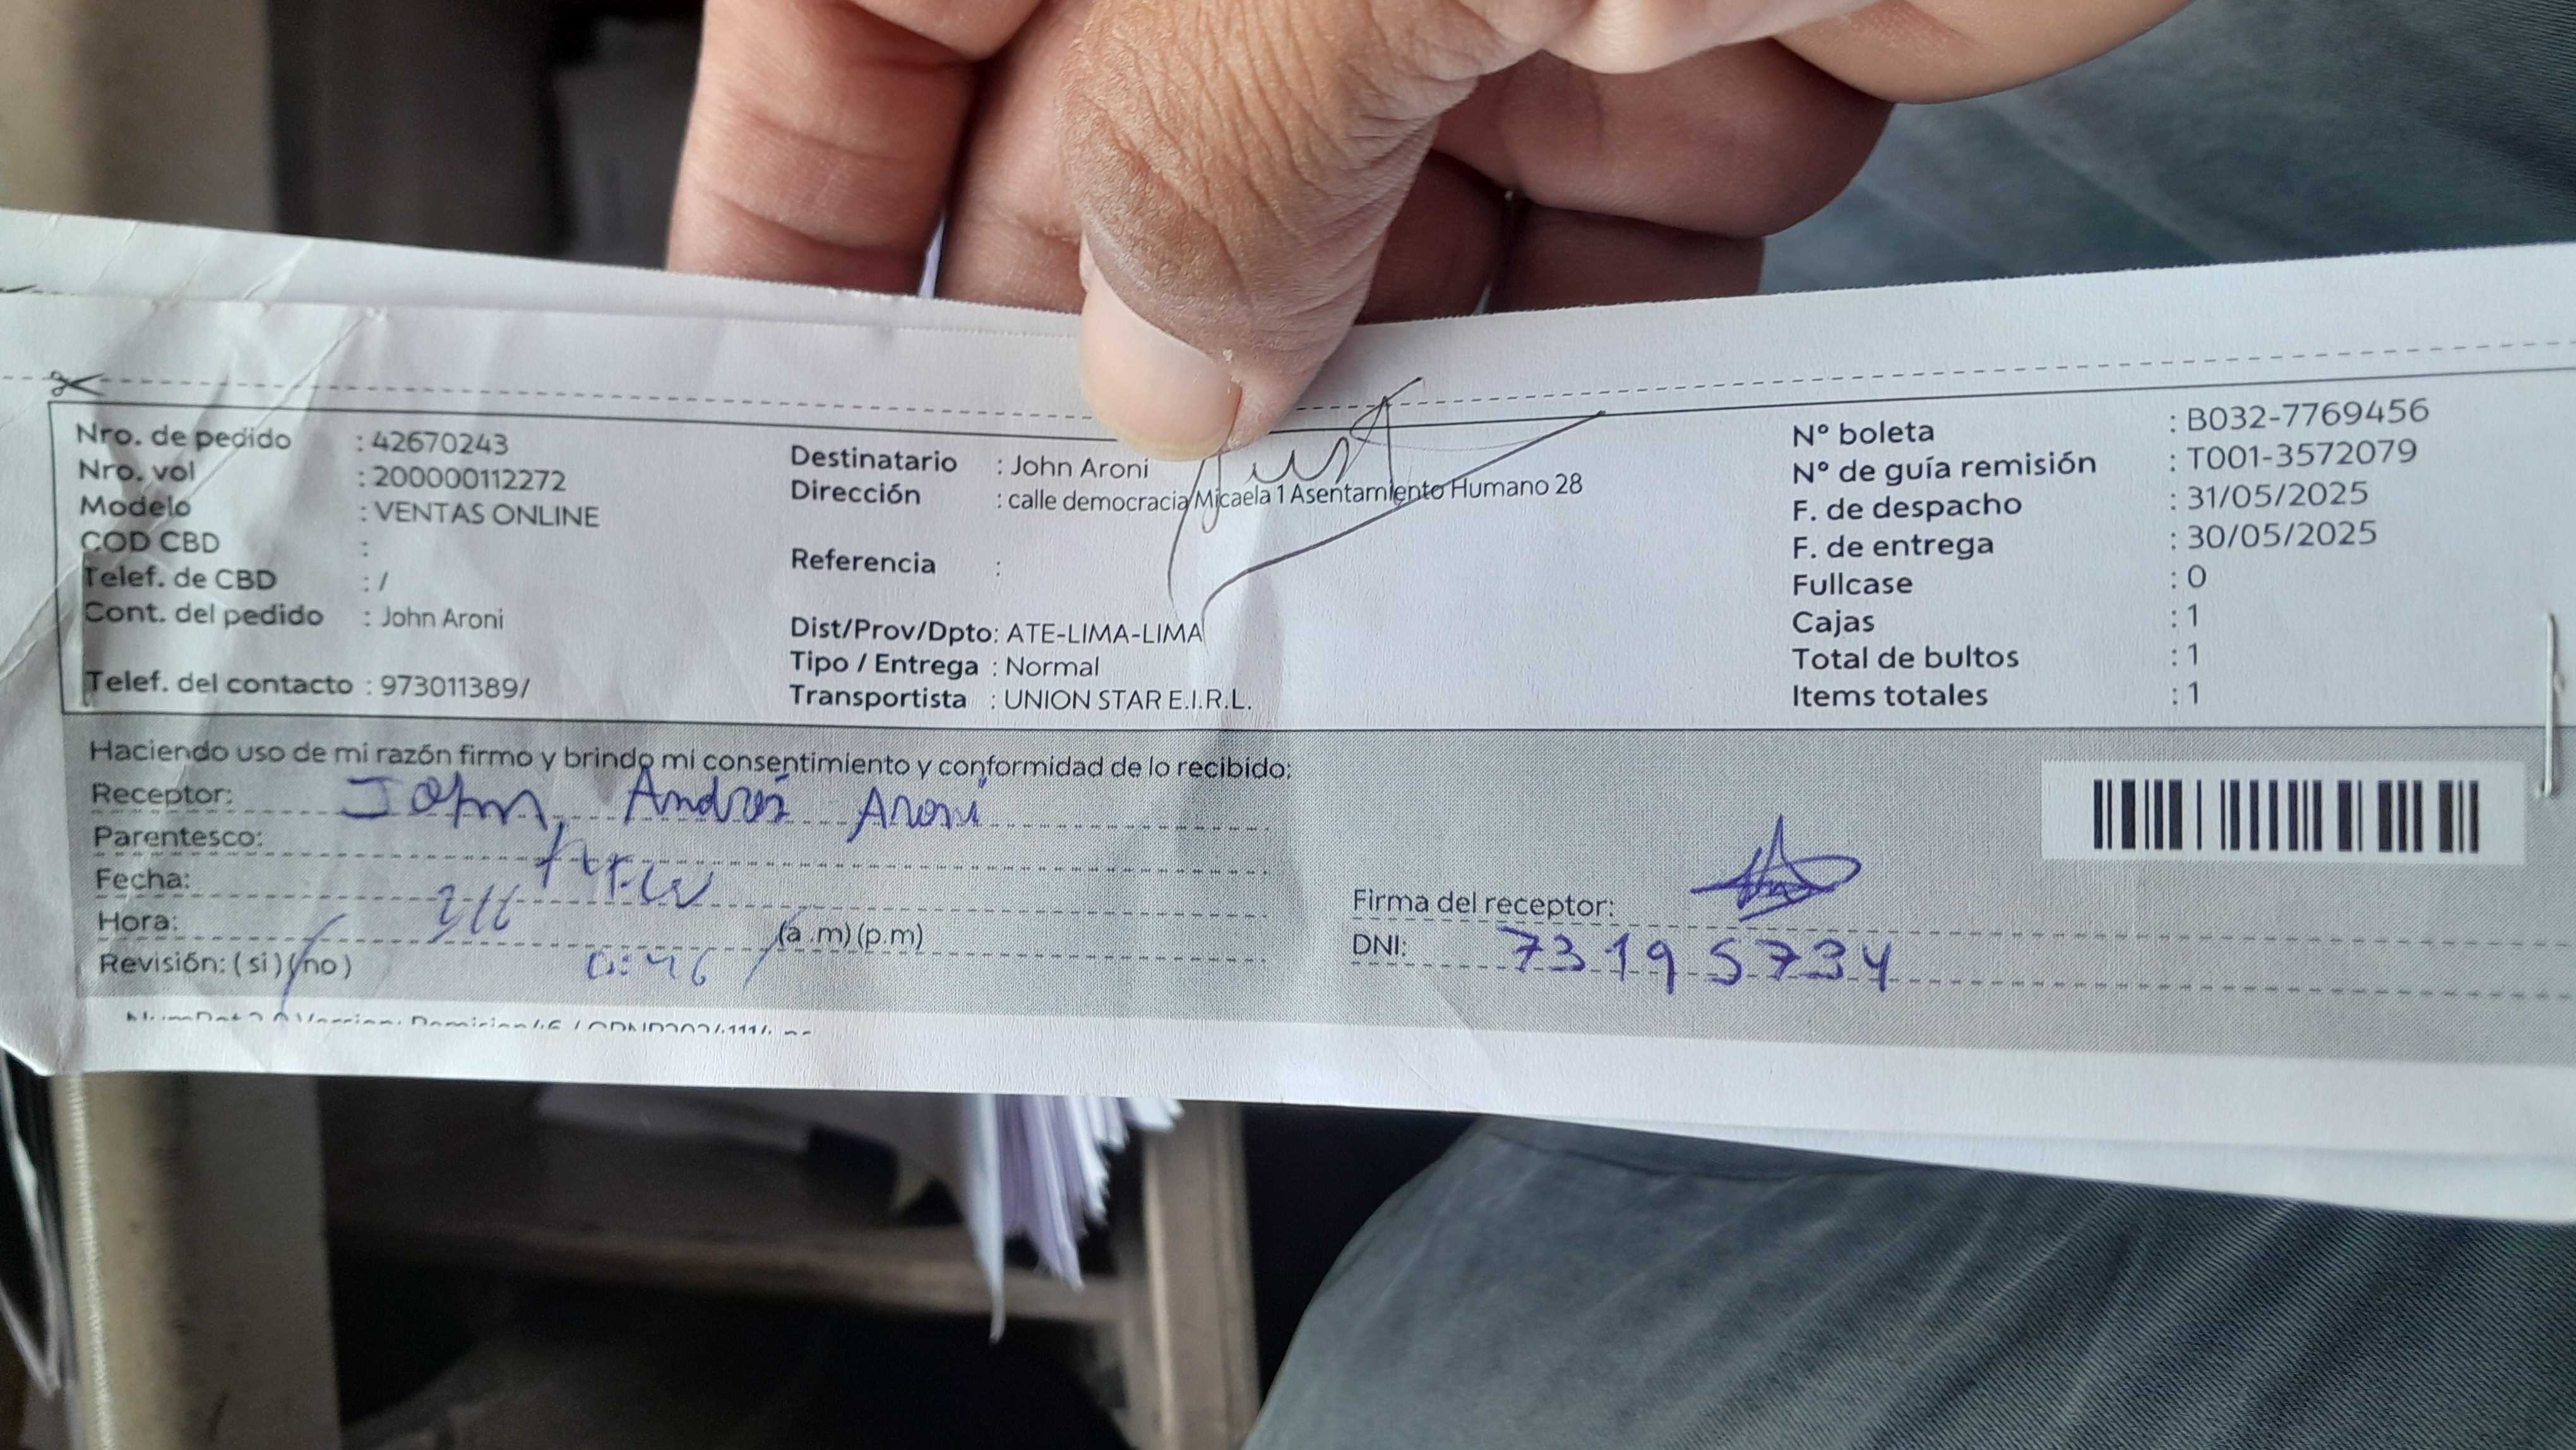 Nro. de pedido : 42670243
Nro. vol : 200000112272
Modelo : VENTAS ONLINE
COD CBD :
Telef. de CBD : /
Cont. del pedido : John Aroni
Telef. del contacto : 973011389/
Destinatario : John Aroni
Dirección : calle democracia Micaela 1 Asentamiento Humano 28
Referencia :
Dist/Prov/Dpto: ATE-LIMA-LIMA
Tipo / Entrega : Normal
Transportista : UNION STAR E.I.R.L.
Nº boleta : B032-7769456
Nº de guía remisión : T001-3572079
F. de despacho : 31/05/2025
F. de entrega : 30/05/2025
Fullcase : 0
Cajas : 1
Total de bultos : 1
Items totales : 1
Haciendo uso de mi razón firmo y brindo mi consentimiento y conformidad de lo recibido:
Receptor: John Andrés Aroni
Parentesco:
Fecha:
Hora: (a .m) (p.m)
Revisión: ( si ) ( no )
Firma del receptor:
DNI: 73195734